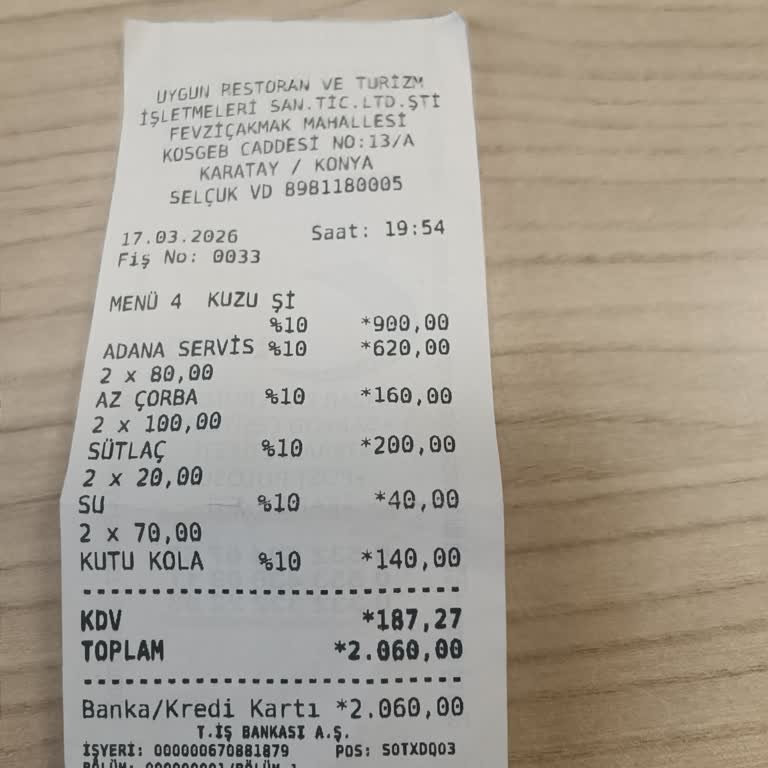 UYGUN RESTORAN VE TURİZM
İŞLETMELERİ SAN.TİC.LTD.ŞTİ
FEVZİÇAKMAK MAHALLESİ
KOSGEB CADDESİ NO:13/A
KARATAY / KONYA
SELÇUK VD 8981180005
17.03.2026 Saat: 19:54
Fiş No: 0033
MENÜ 4 KUZU Şİ
%10 *900,00
ADANA SERVİS %10 *620,00
2 x 80,00
AZ ÇORBA %10 *160,00
2 x 100,00
SÜTLAÇ %10 *200,00
2 x 20,00
SU %10 *40,00
2 x 70,00
KUTU KOLA %10 *140,00
KDV *187,27
TOPLAM *2.060,00
Banka/Kredi Kartı *2.060,00
T.İŞ BANKASI A.Ş.
İŞYERİ: 000000670881879 POS: S0TXDQ03